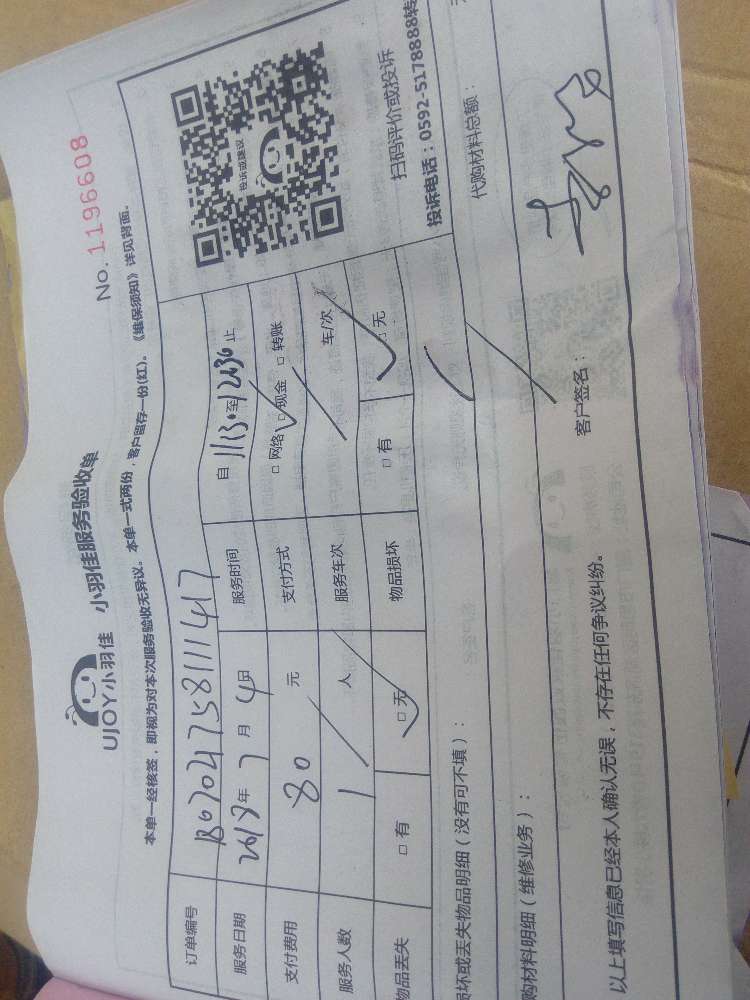 UJOY小羽佳 小羽佳服务验收单
No. 1196608
本单一经核签，即视为对本次服务验收无异议。本单一式两份，客户留存一份(红)。《维保须知》详见背面。
订单编号 180704758111417
服务日期 2018年7月4日 服务时间 自11:30至12:30止
支付费用 80元 支付方式 □网络 □现金 □转账
服务人数 1人 服务车次 车/次
物品丢失 □有 □无 物品损坏 □有 □无
投诉或建议
扫码评价或投诉
投诉电话：0592-5178888转
损坏或丢失物品明细（没有可不填）：
购材料明细（维修业务）：
代购材料总额：
以上填写信息已经本人确认无误，不存在任何争议纠纷。
客户签名：